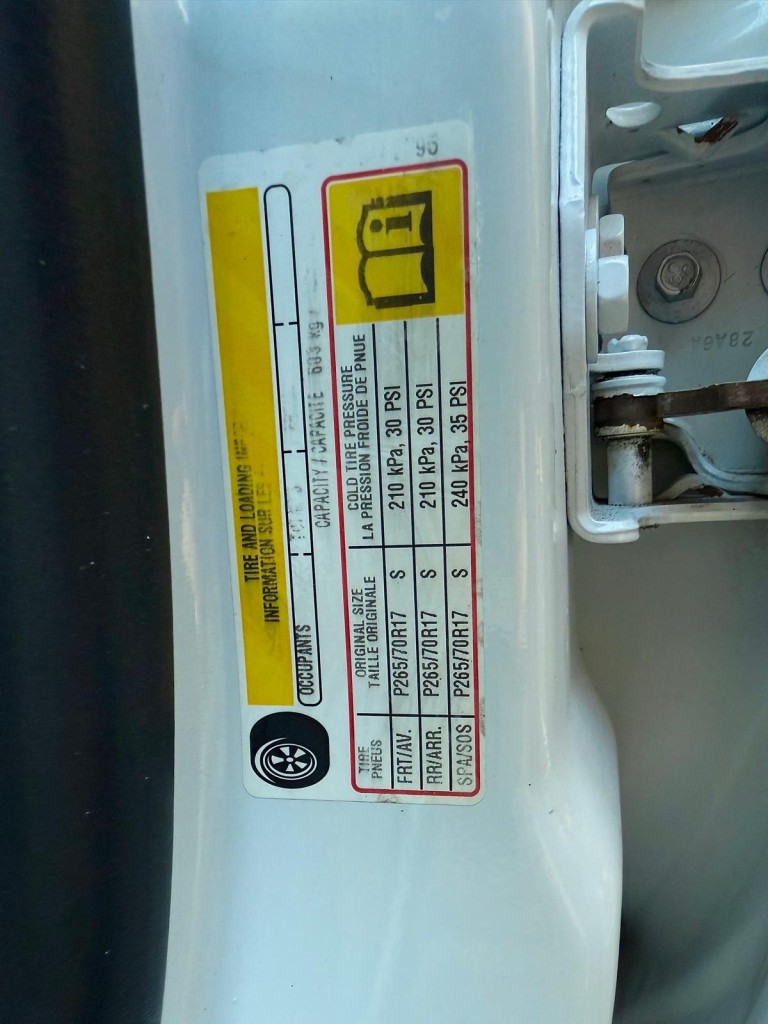 TIRE AND LOADING
INFORMATION SUR LES
OCCUPANTS
CAPACITY / CAPACITÉ
TIRE
PNEUS
ORIGINAL SIZE
TAILLE ORIGINALE
COLD TIRE PRESSURE
LA PRESSION FROIDE DE PNUE
FRT/AV. P265/70R17 S 210 kPa, 30 PSI
RR/ARR. P265/70R17 S 210 kPa, 30 PSI
SPA/SOS P265/70R17 S 240 kPa, 35 PSI